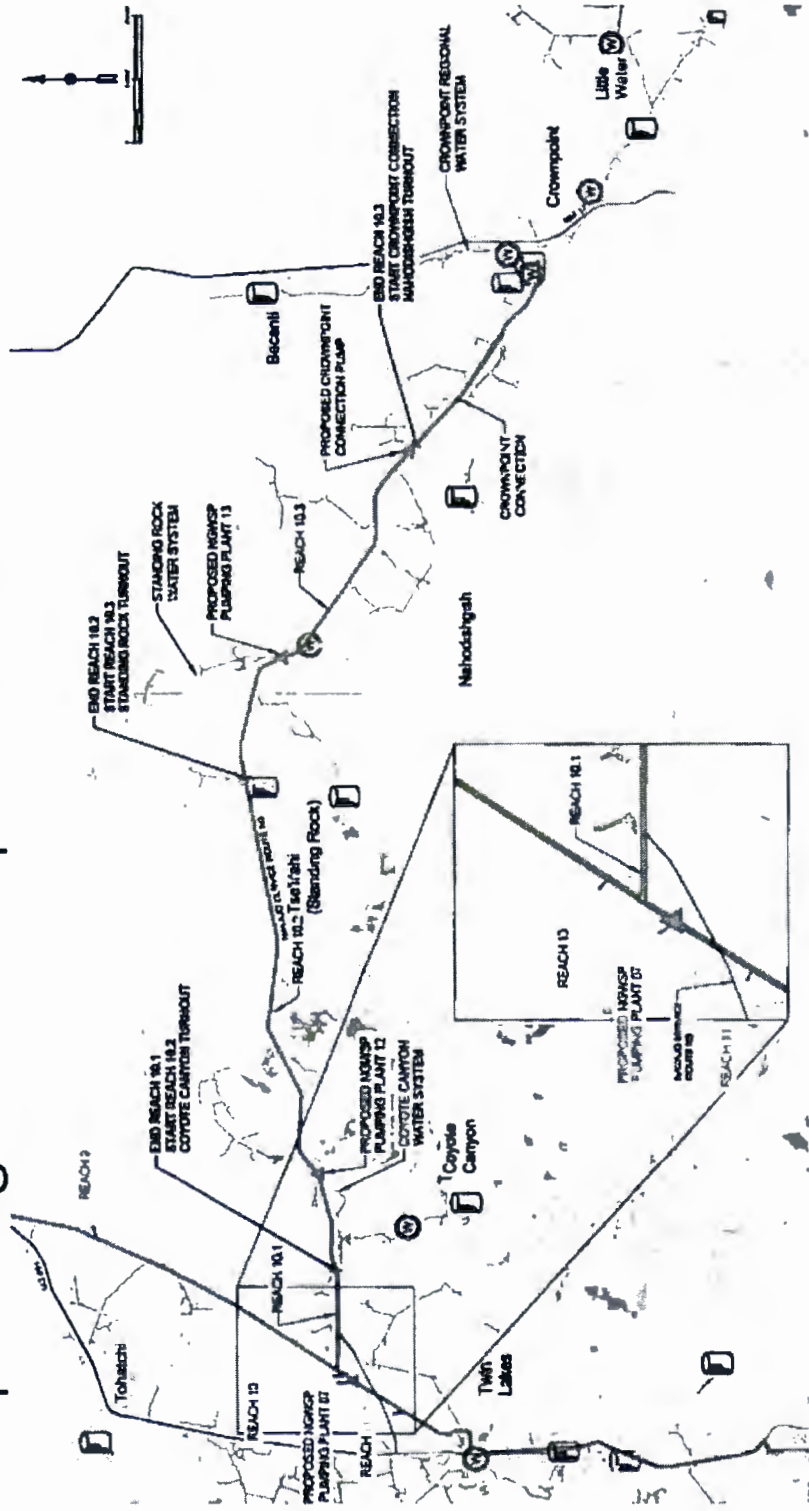 Tohatchi
REACH 9
END REACH 10.1
START REACH 10.2
COYOTE CANYON TURNOUT
REACH 13
REACH 10.1
PROPOSED NGWSP
PUMPING PLANT 07
REACH
Twin
Lakes
PROPOSED NGWSP
PUMPING PLANT 12
COYOTE CANYON
WATER SYSTEM
Coyote
Canyon
REACH 10.2
(Standing Rock)
END REACH 10.2
START REACH 10.3
STANDING ROCK TURNOUT
STANDING ROCK
WATER SYSTEM
PROPOSED NGWSP
PUMPING PLANT 13
REACH 10.3
Nahodishgish
Becenti
PROPOSED CROWNPOINT
CONNECTION PUMP
END REACH 10.3
START CROWNPOINT CONNECTION
NAHODISHGISH TURNOUT
CROWNPOINT REGIONAL
WATER SYSTEM
CROWNPOINT
CONNECTION
Crownpoint
Little
Water
W
W
W
W
W
W
W
REACH 13
REACH 10.1
PROPOSED NGWSP
PUMPING PLANT 07
REACH 11